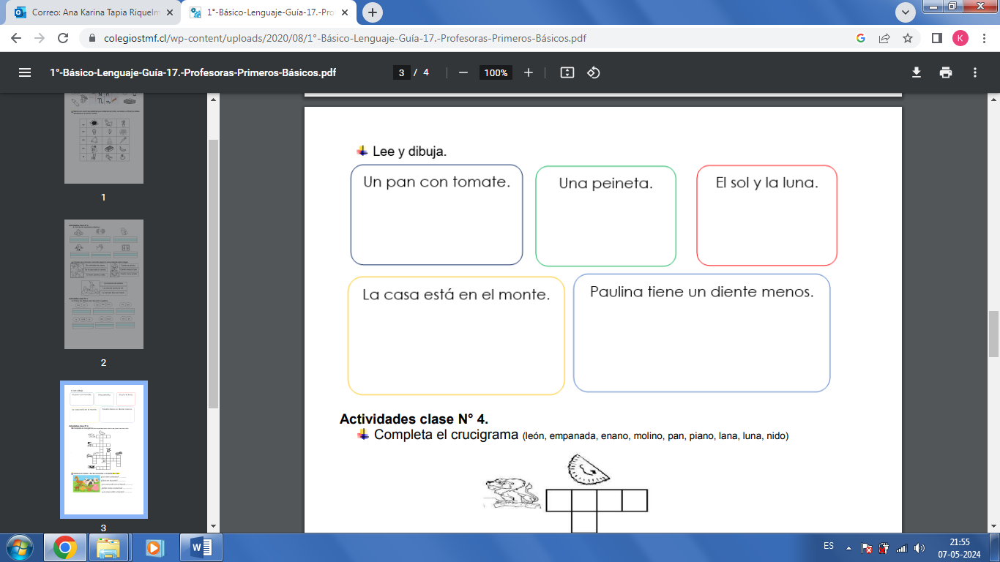 Correo: Ana Karina Tapia Riquelm
1°-Básico-Lenguaje-Guía-17.-Pro
colegiostmf.cl/wp-content/uploads/2020/08/1°-Básico-Lenguaje-Guía-17.-Profesoras-Primeros-Básicos.pdf
K
1°-Básico-Lenguaje-Guía-17.-Profesoras-Primeros-Básicos.pdf
3 / 4
100%
1
2
3
Lee y dibuja.
Un pan con tomate.
Una peineta.
El sol y la luna.
La casa está en el monte.
Paulina tiene un diente menos.
Actividades clase N° 4.
Completa el crucigrama (león, empanada, enano, molino, pan, piano, lana, luna, nido)
ES
21:55
07-05-2024